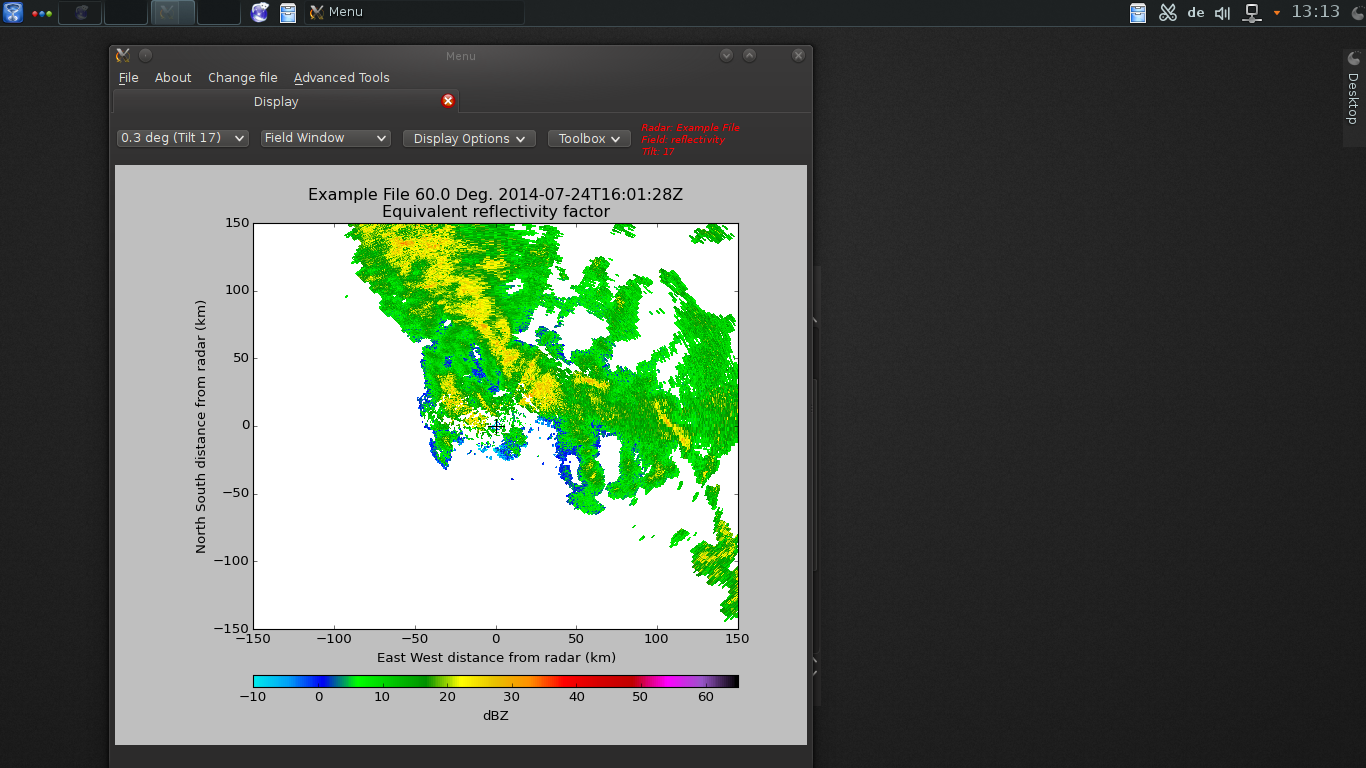 Menu
de
13:13
Desktop
Menu
File About Change file Advanced Tools
Display
0.3 deg (Tilt 17) Field Window Display Options Toolbox
Radar: Example File
Field: reflectivity
Tilt: 17
Example File 60.0 Deg. 2014-07-24T16:01:28Z
Equivalent reflectivity factor
150
100
50
0
−50
−100
−150
North South distance from radar (km)
−150 −100 −50 0 50 100 150
East West distance from radar (km)
−10 0 10 20 30 40 50 60
dBZ